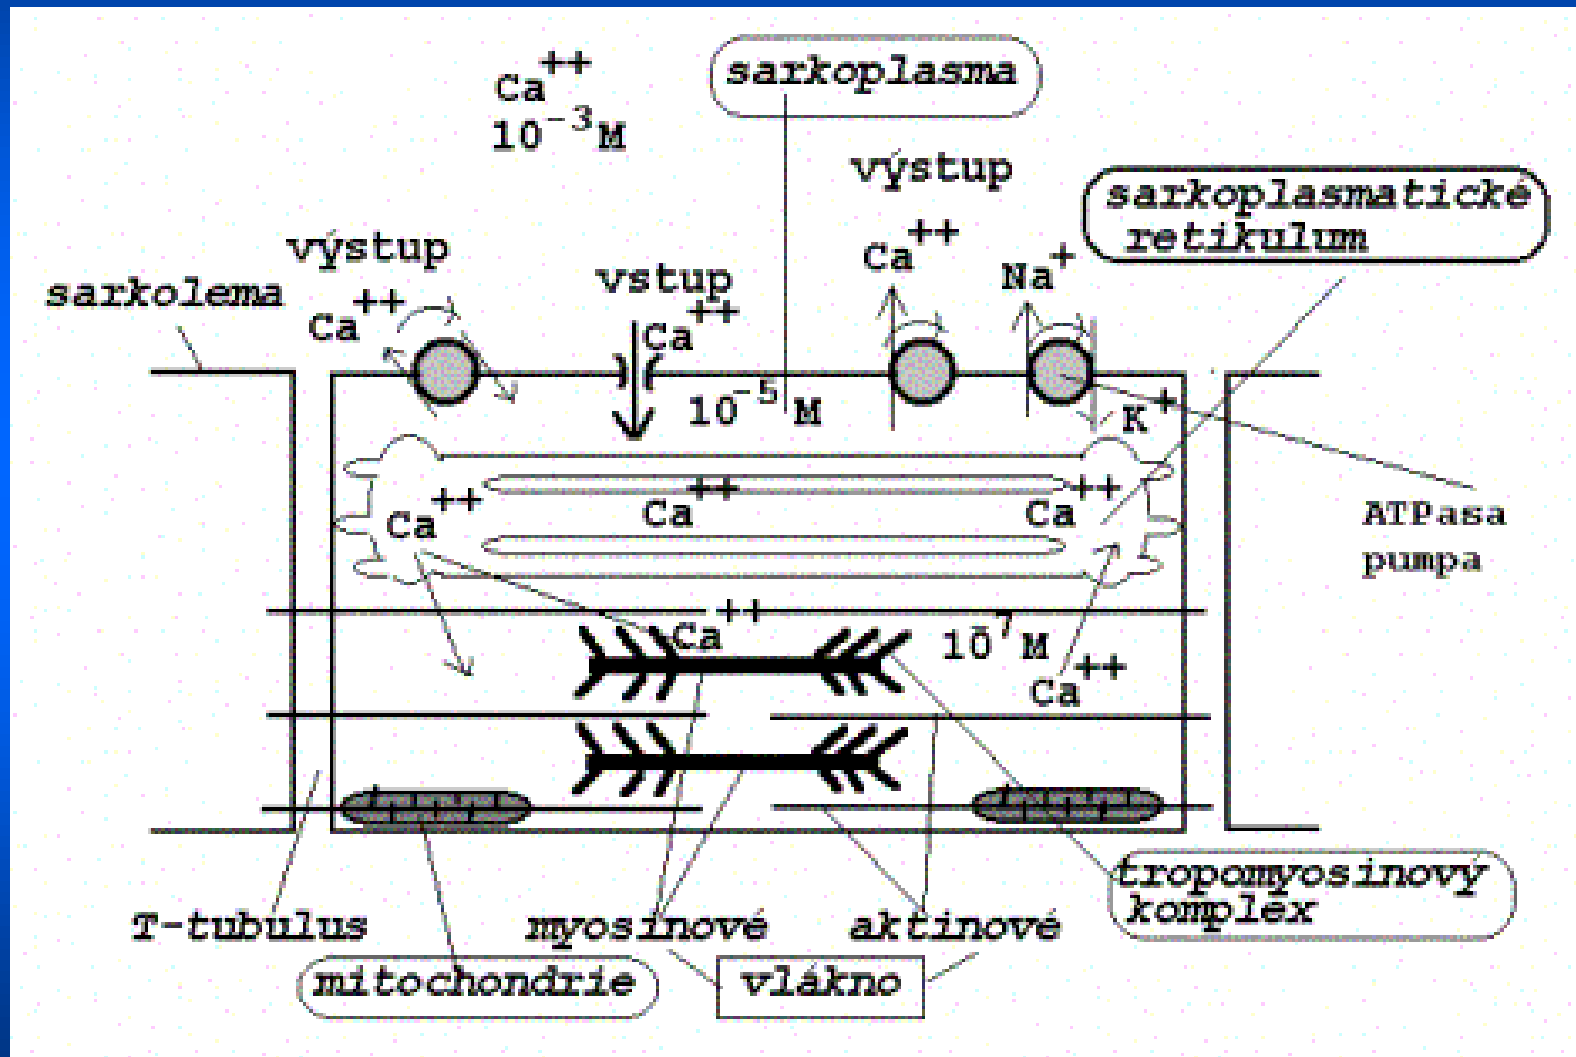 Ca++
10-3M
sarkoplasma
výstup
sarkoplasmatické
retikulum
Ca++
Na+
výstup
vstup
sarkolema
Ca++
Ca++
10-5M
K+
Ca++
Ca++
Ca++
ATPasa
pumpa
Ca++
10-7M
Ca++
tropomyosinový
komplex
T-tubulus
myosinové
aktinové
mitochondrie
vlákno